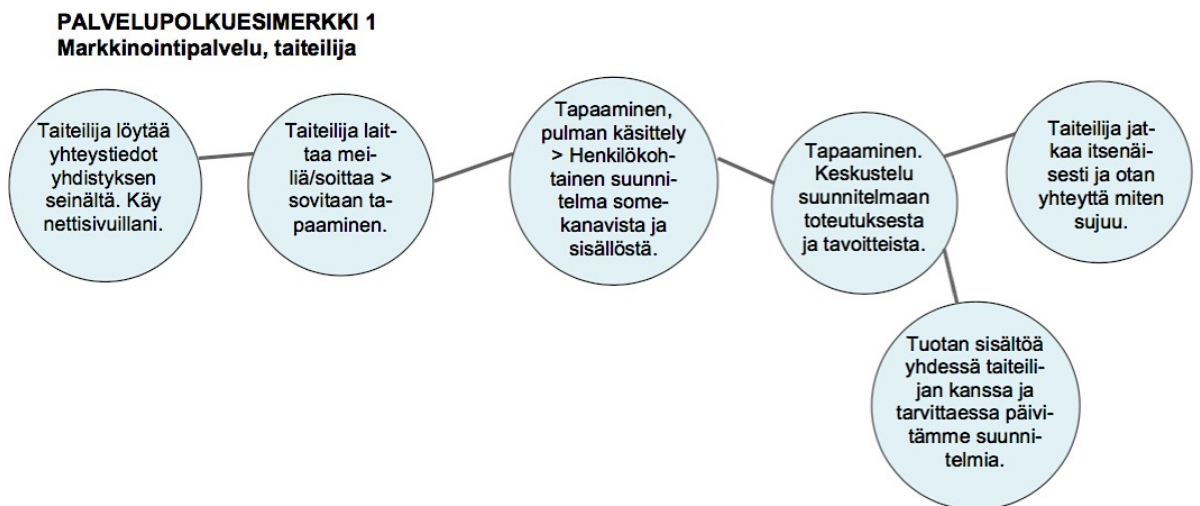 PALVELUPOLKUESIMERKKI 1
Markkinointipalvelu, taiteilija
Taiteilija löytää
yhteystiedot
yhdistyksen
seinältä. Käy
nettisivuillani.
Taiteilija lait-
taa mei-
liä/soittaa >
sovitaan ta-
paaminen.
Tapaaminen,
pulman käsittely
> Henkilökoh-
tainen suunni-
telma some-
kanavista ja
sisällöstä.
Tapaaminen.
Keskustelu
suunnitelmaan
toteutuksesta
ja tavoitteista.
Taiteilija jat-
kaa itsenäi-
sesti ja otan
yhteyttä miten
sujuu.
Tuotan sisältöä
yhdessä taiteili-
jan kanssa ja
tarvittaessa päivi-
tämme suunni-
telmia.